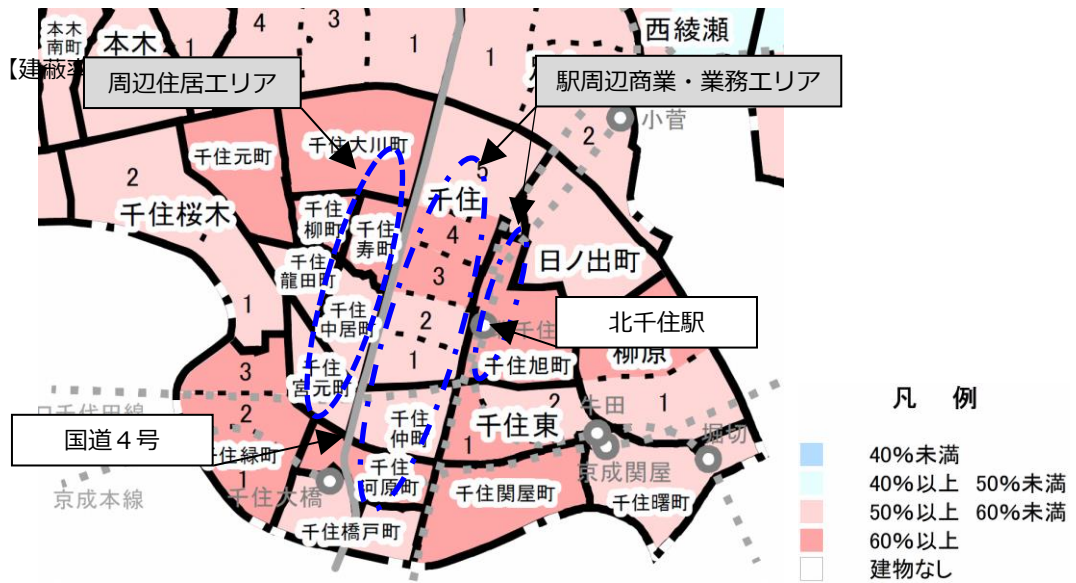 本木
南町
本木
1
4
3
1
1
西綾瀬
【建蔽率
周辺住居エリア
駅周辺商業・業務エリア
小菅
2
千住元町
千住大川町
5
2
千住桜木
千住
柳町
千住
寿町
千住
4
3
日ノ出町
千住
龍田町
1
千住
中居町
2
1
北千住駅
千住旭町
柳原
3
2
1
千住
宮元町
国道4号
千住緑町
千住
仲町
千住
河原町
1
千住東
2
牛田
1
堀切
京成関屋
京成本線
千住大橋
千住関屋町
千住曙町
千住橋戸町
凡 例
40%未満
40%以上 50%未満
50%以上 60%未満
60%以上
建物なし